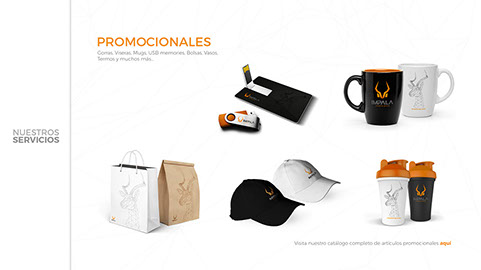 PROMOCIONALES
Gorras, Viseras, Mugs, USB memories, Bolsas, Vasos,
Termos y muchos más...
NUESTROS
SERVICIOS
IMPALA
Visita nuestro catálogo completo de artículos promocionales aquí